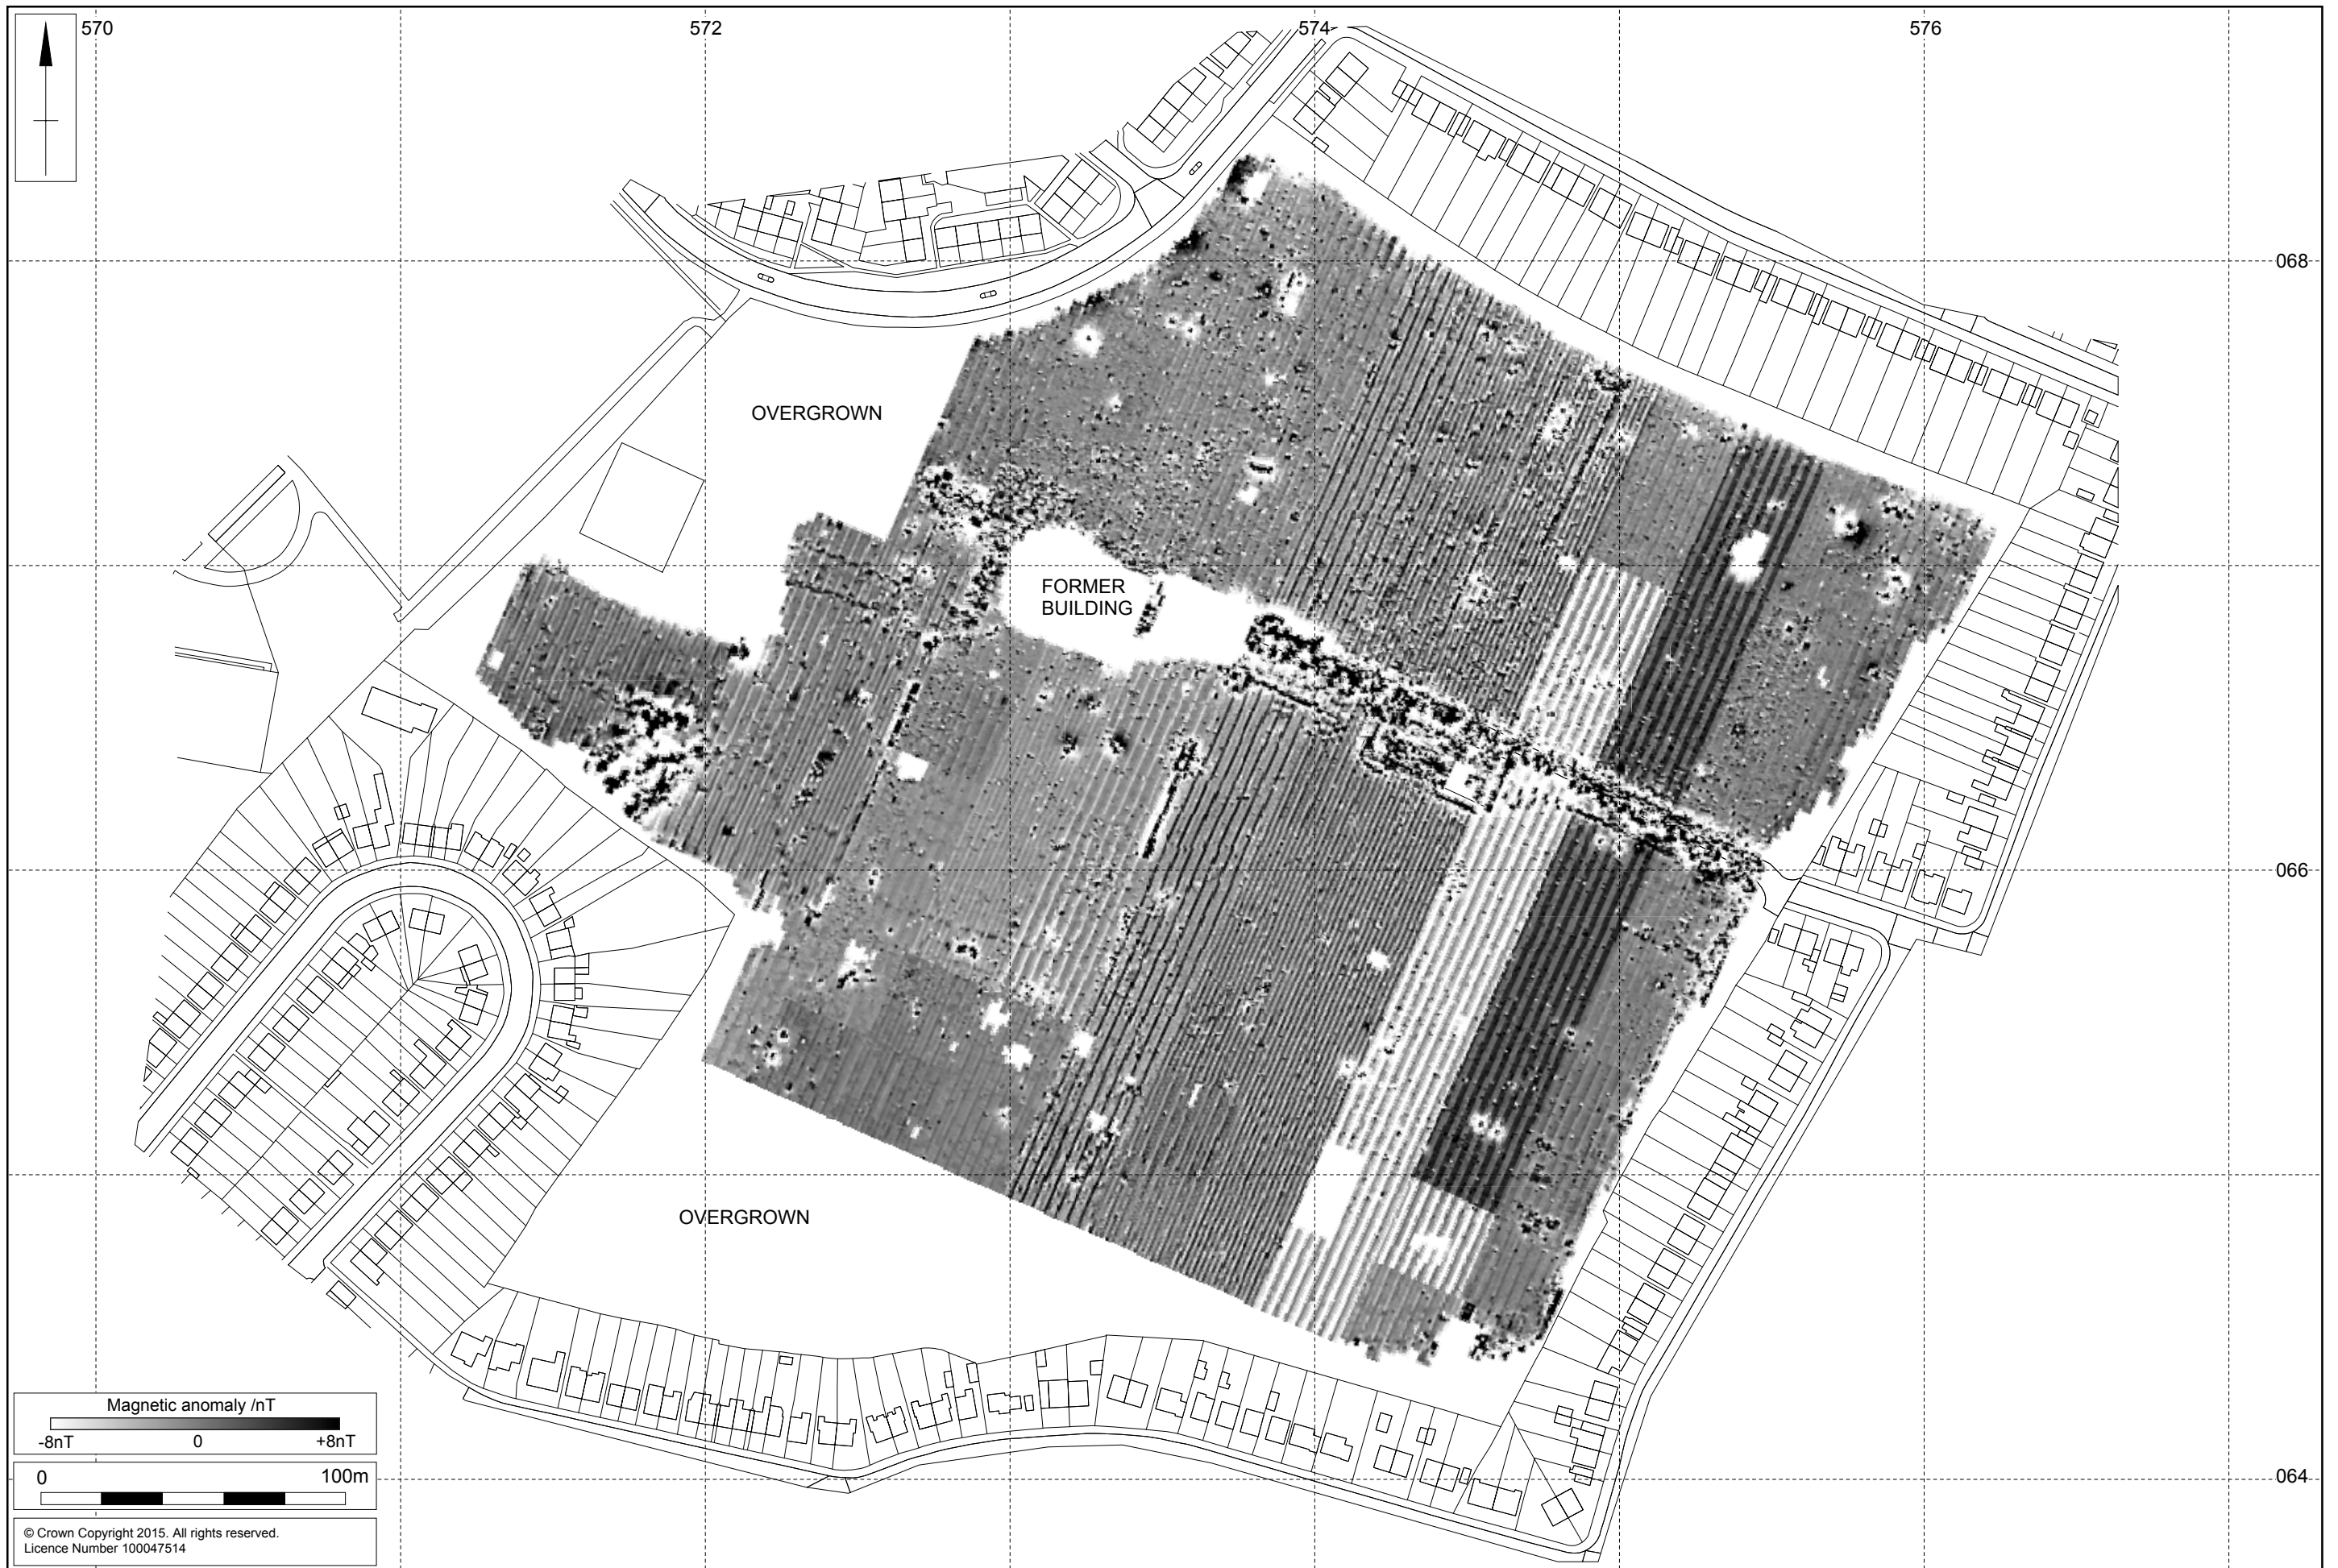 570
572
574
576
068
OVERGROWN
FORMER
BUILDING
066
OVERGROWN
Magnetic anomaly /nT
-8nT
0
+8nT
0
100m
064
© Crown Copyright 2015. All rights reserved.
Licence Number 100047514